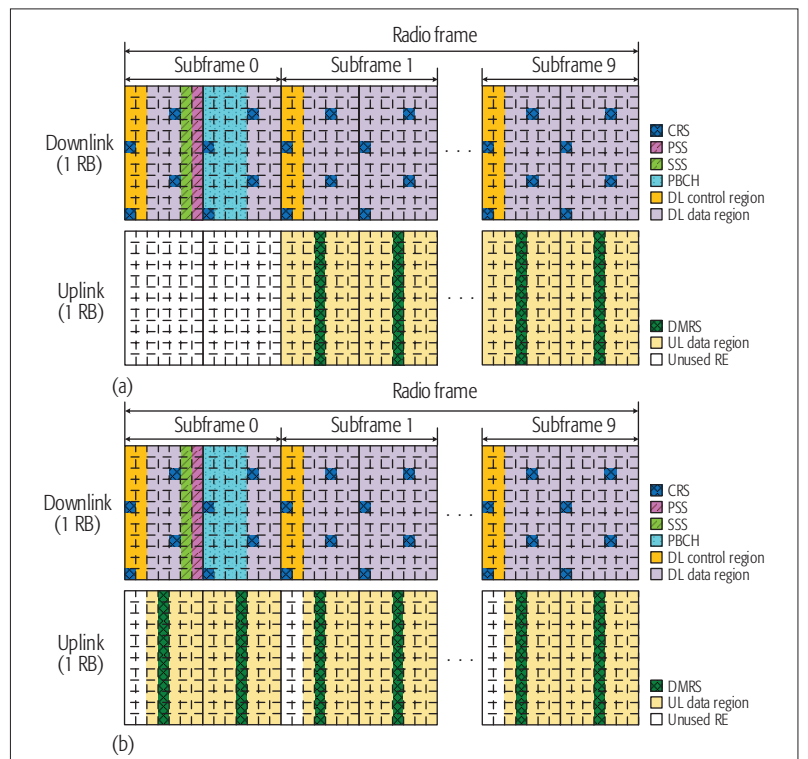 Radio frame
Subframe 0 Subframe 1 Subframe 9
Downlink
(1 RB)
. . .
CRS
PSS
SSS
PBCH
DL control region
DL data region
Uplink
(1 RB)
. . .
DMRS
UL data region
Unused RE
(a)
Radio frame
Subframe 0 Subframe 1 Subframe 9
Downlink
(1 RB)
. . .
CRS
PSS
SSS
PBCH
DL control region
DL data region
Uplink
(1 RB)
. . .
DMRS
UL data region
Unused RE
(b)